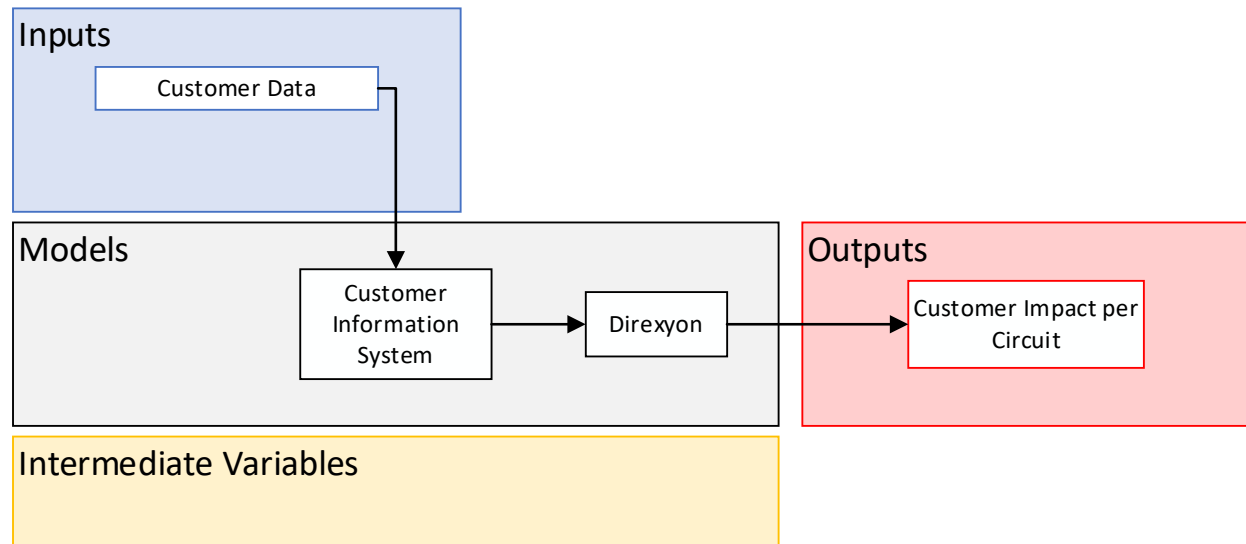 Inputs
Customer Data
Models
Customer
Information
System
Direxyon
Outputs
Customer Impact per
Circuit
Intermediate Variables